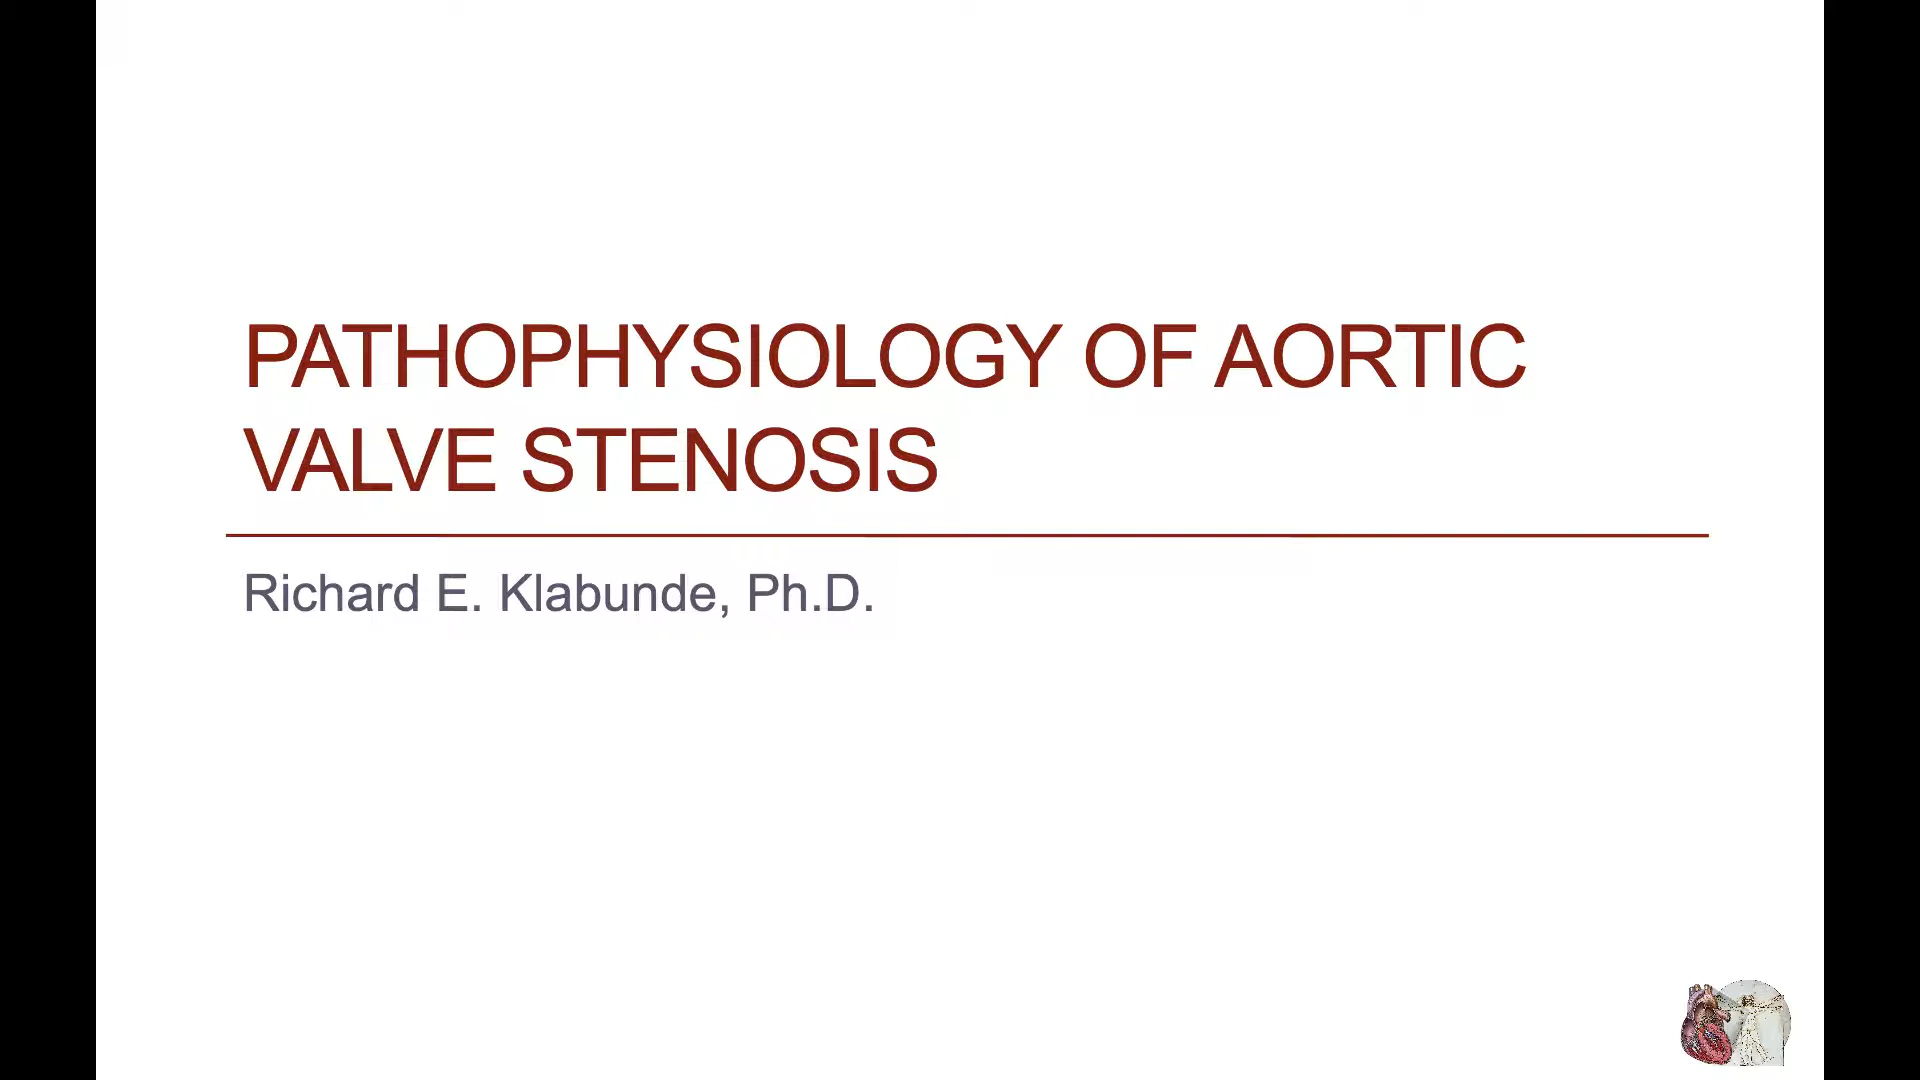 PATHOPHYSIOLOGY OF AORTIC
VALVE STENOSIS
Richard E. Klabunde, Ph.D.